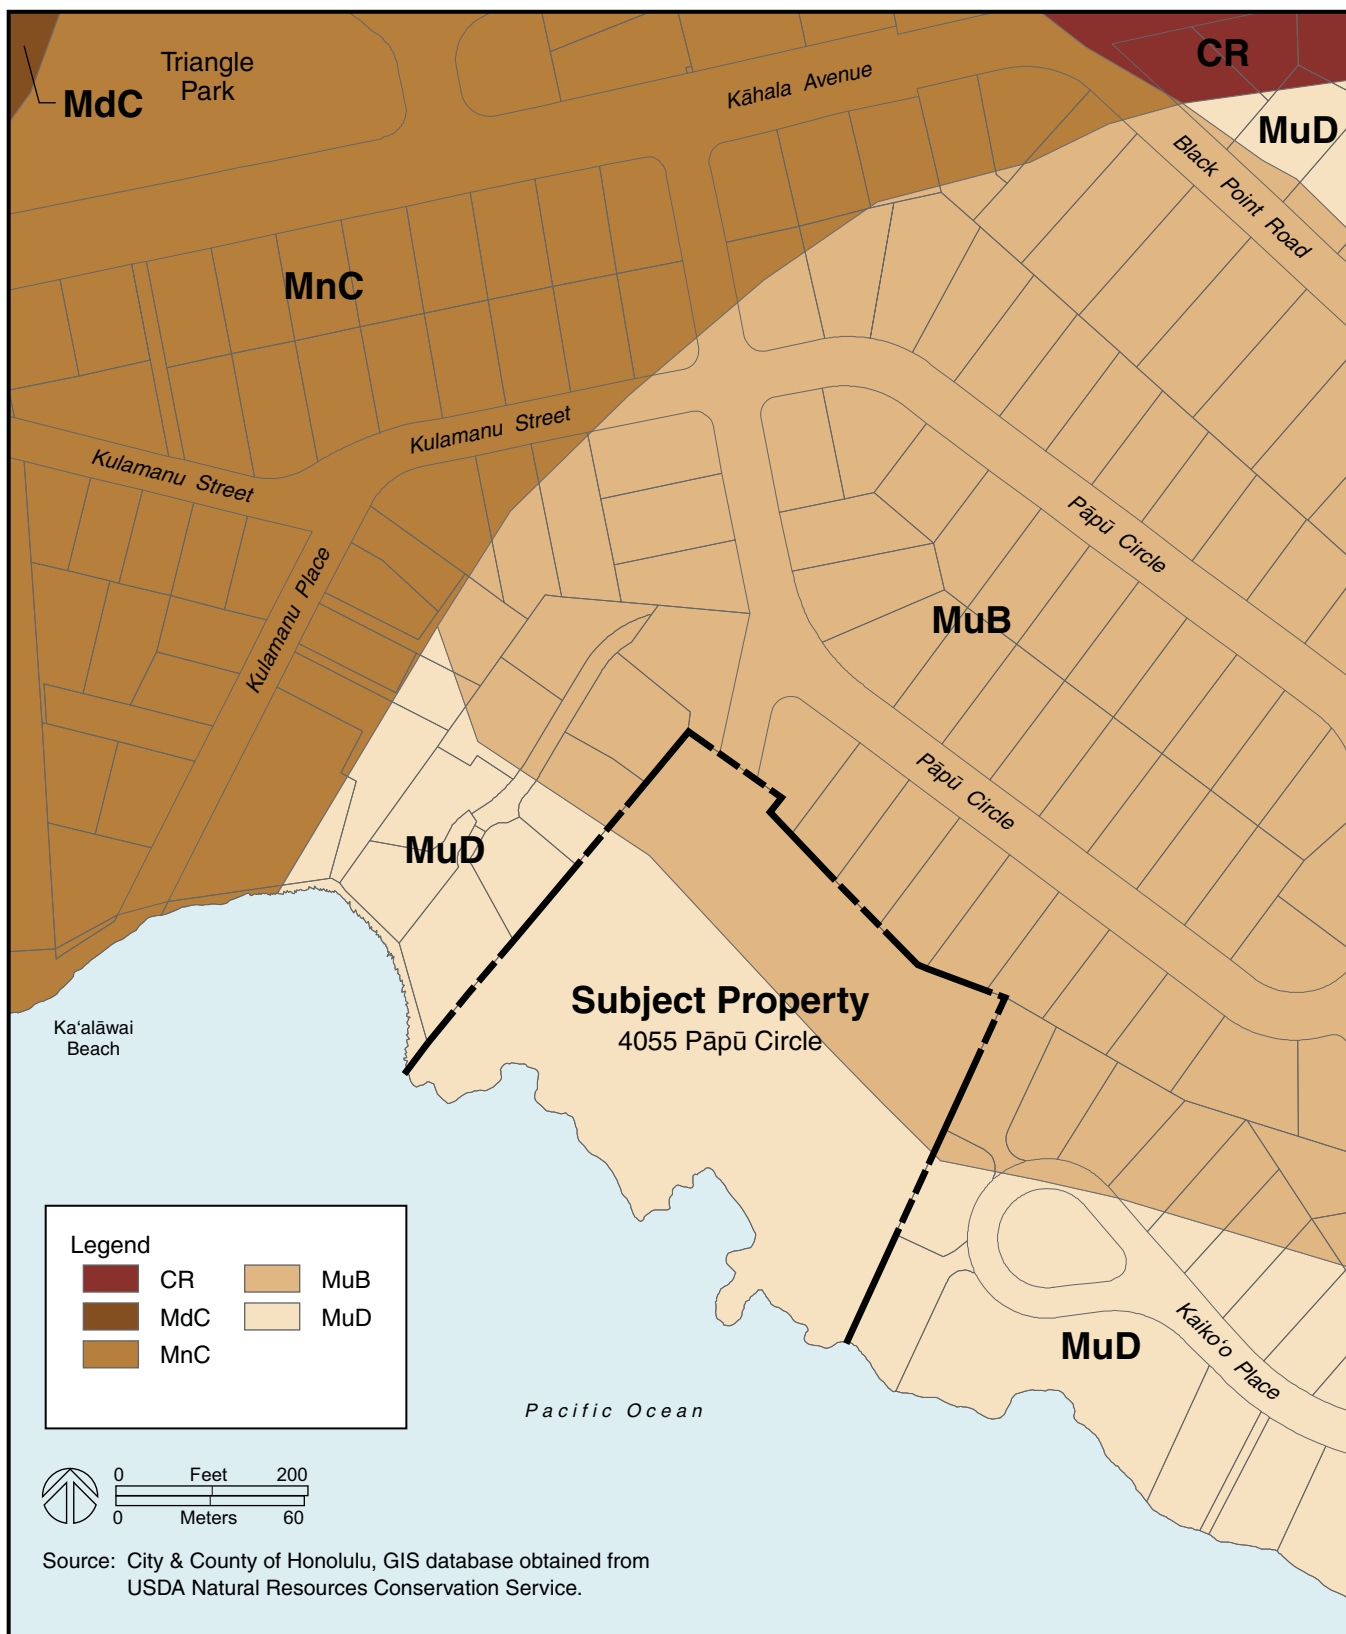 Triangle
Park
MdC
CR
MuD
Kāhala Avenue
Black Point Road
MnC
Kulamanu Street
Kulamanu Street
Kulamanu Place
Pāpū Circle
MuB
Pāpū Circle
MuD
Subject Property
4055 Pāpū Circle
Ka‘alāwai
Beach
MuD
Kaiko‘o Place
Pacific Ocean
Legend
CR
MdC
MnC
MuB
MuD
0 Feet 200
0 Meters 60
Source: City & County of Honolulu, GIS database obtained from
USDA Natural Resources Conservation Service.